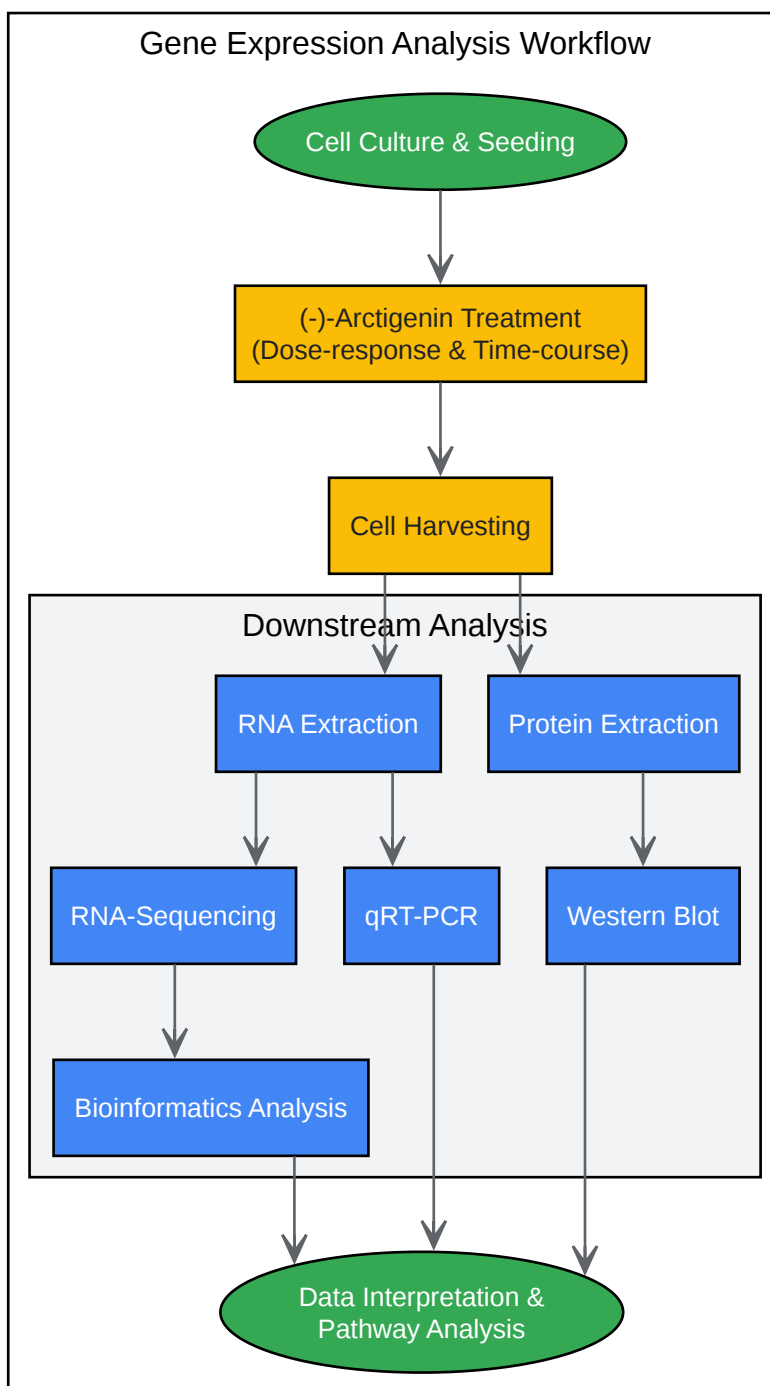 Gene Expression Analysis Workflow
Cell Culture & Seeding
(-)-Arctigenin Treatment
(Dose-response & Time-course)
Cell Harvesting
Downstream Analysis
RNA Extraction
Protein Extraction
RNA-Sequencing
qRT-PCR
Western Blot
Bioinformatics Analysis
Data Interpretation &
Pathway Analysis